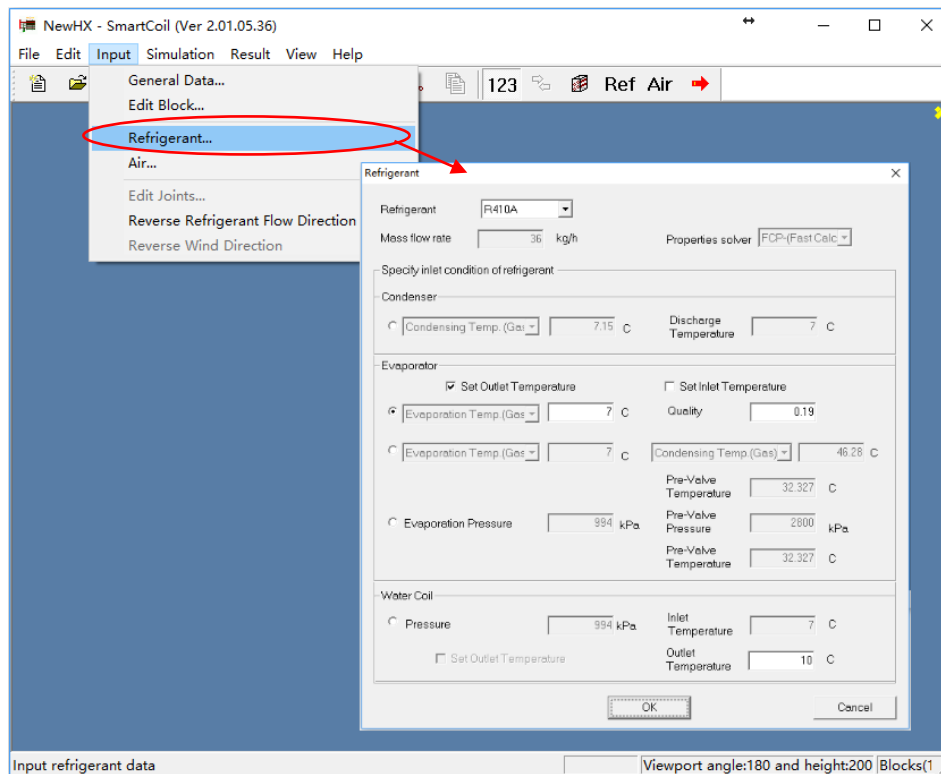 NewHX - SmartCoil (Ver 2.01.05.36)
File Edit Input Simulation Result View Help
123 Ref Air
General Data...
Edit Block...
Refrigerant...
Air...
Edit Joints...
Reverse Refrigerant Flow Direction
Reverse Wind Direction
Refrigerant
Refrigerant R410A
Mass flow rate 36 kg/h Properties solver FCP-(Fast Calc
Specify inlet condition of refrigerant
Condenser
Condensing Temp. (Gas 7.15 C Discharge Temperature 7 C
Evaporator
Set Outlet Temperature Set Inlet Temperature
Evaporation Temp.(Gas 7 C Quality 0.19
Evaporation Temp.(Gas 7 C Condensing Temp.(Gas) 46.28 C
Pre-Valve Temperature 32.327 C
Evaporation Pressure 994 kPa Pre-Valve Pressure 2800 kPa
Pre-Valve Temperature 32.327 C
Water Coil
Pressure 994 kPa Inlet Temperature 7 C
Set Outlet Temperature Outlet Temperature 10 C
OK Cancel
Input refrigerant data Viewport angle:180 and height:200 Blocks(1